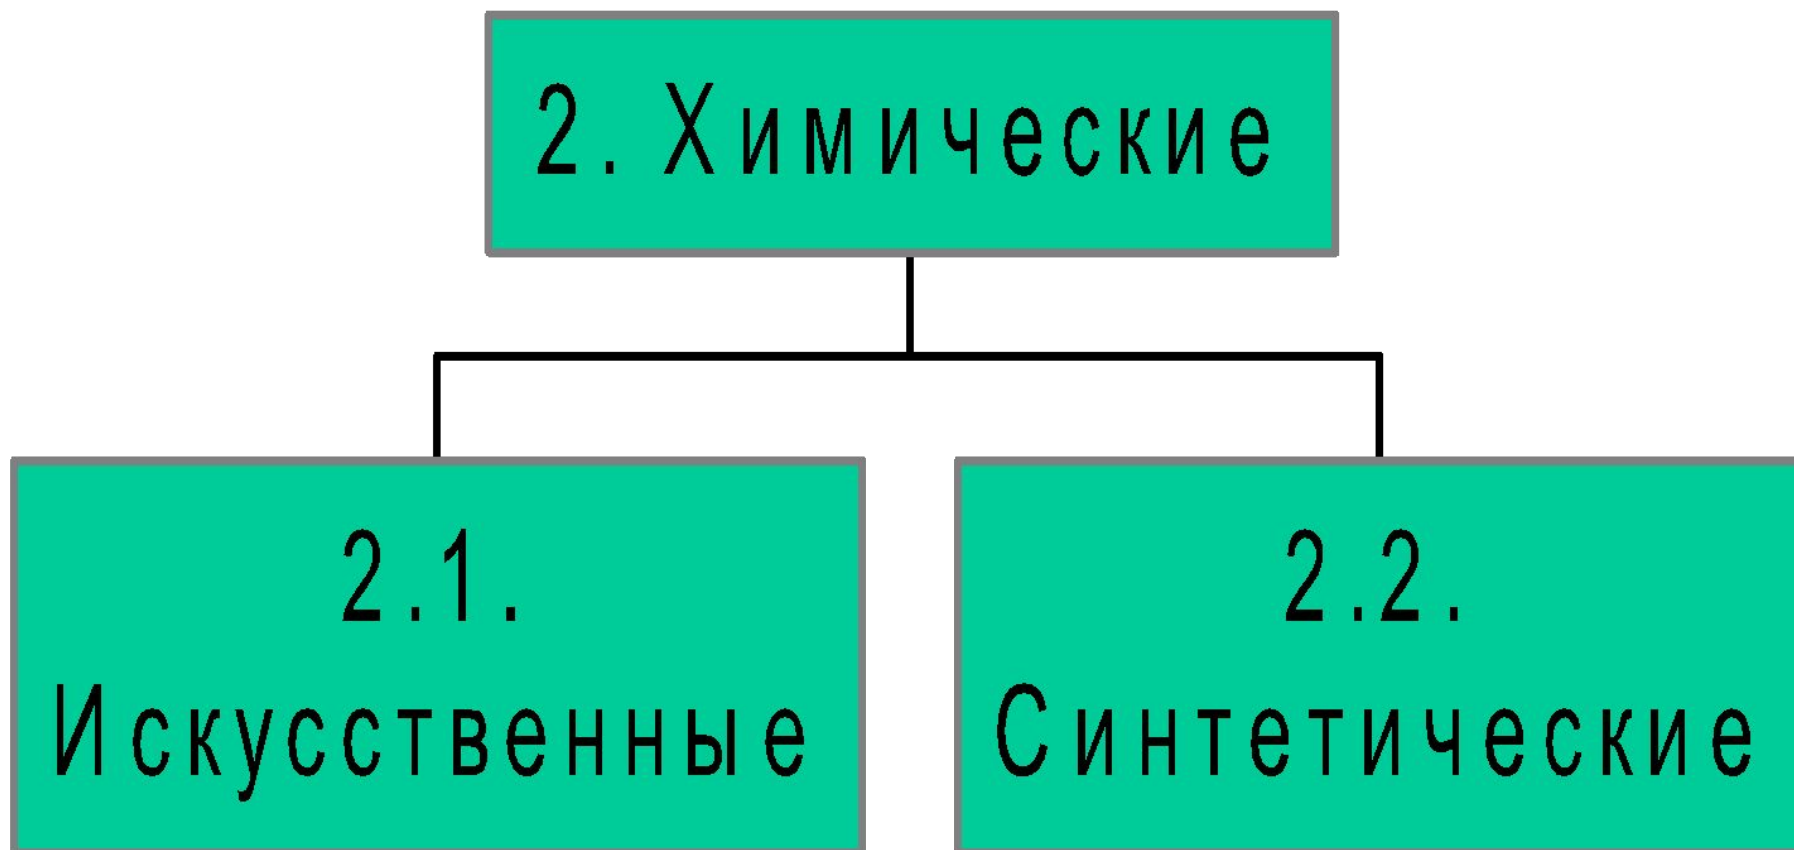 2. Химические
2.1.
Искусственные
2.2.
Синтетические